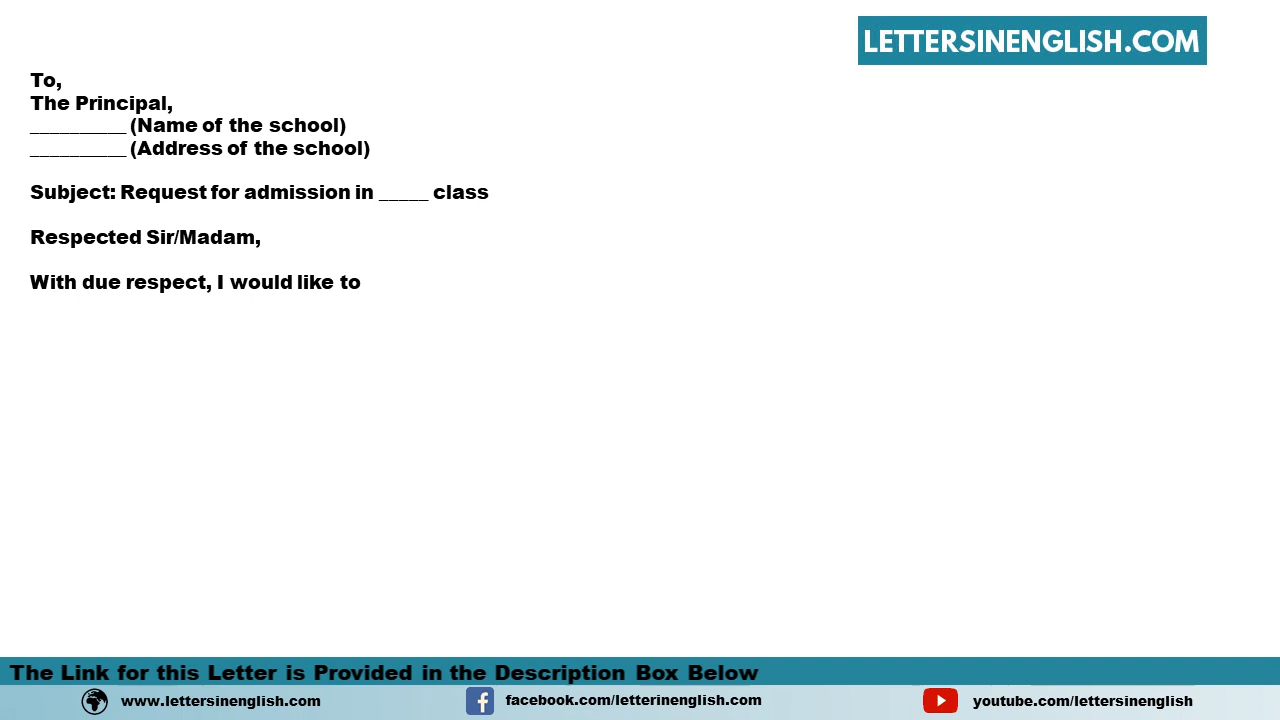 LETTERSINENGLISH.COM
To,
The Principal,
__________ (Name of the school)
__________ (Address of the school)
Subject: Request for admission in _____ class
Respected Sir/Madam,
With due respect, I would like to
The Link for this Letter is Provided in the Description Box Below
www.lettersinenglish.com
facebook.com/letterinenglish.com
youtube.com/lettersinenglish